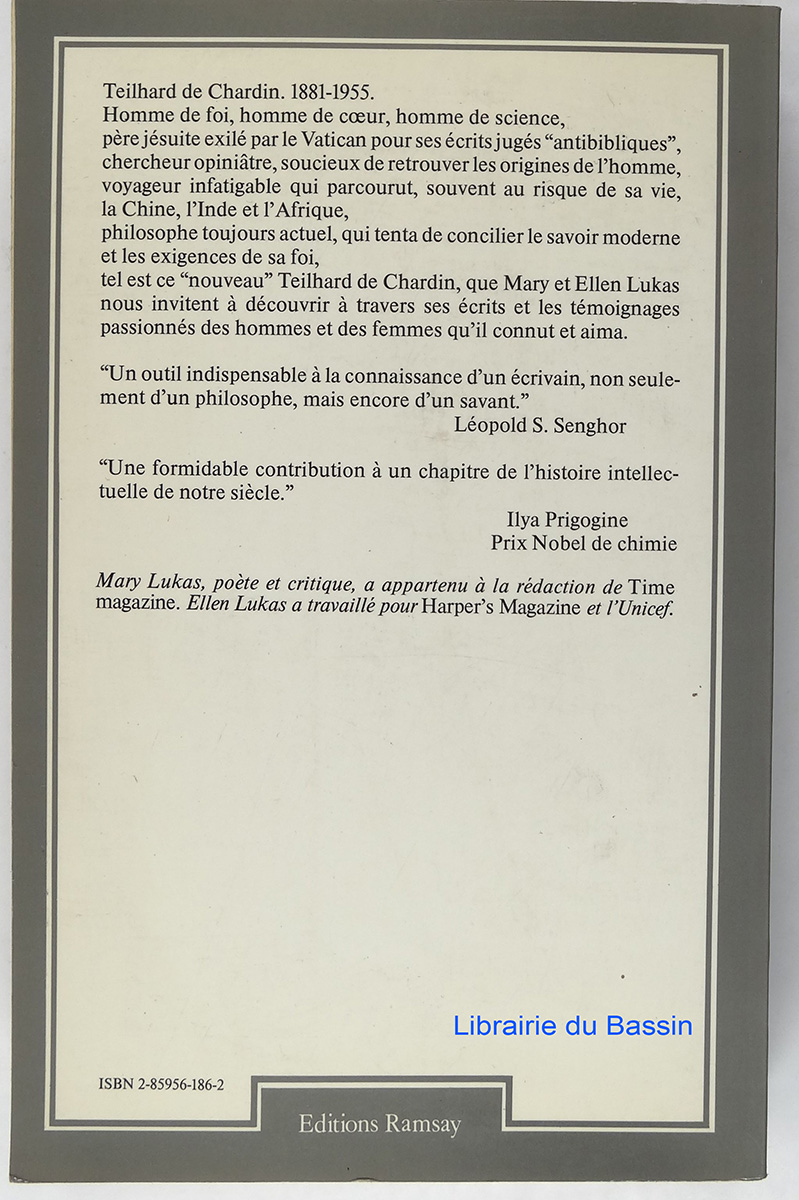 Teilhard de Chardin. 1881-1955.
Homme de foi, homme de cœur, homme de science,
père jésuite exilé par le Vatican pour ses écrits jugés “antibibliques”,
chercheur opiniâtre, soucieux de retrouver les origines de l’homme,
voyageur infatigable qui parcourut, souvent au risque de sa vie,
la Chine, l’Inde et l’Afrique,
philosophe toujours actuel, qui tenta de concilier le savoir moderne
et les exigences de sa foi,
tel est ce “nouveau” Teilhard de Chardin, que Mary et Ellen Lukas
nous invitent à découvrir à travers ses écrits et les témoignages
passionnés des hommes et des femmes qu’il connut et aima.
“Un outil indispensable à la connaissance d’un écrivain, non seule-
ment d’un philosophe, mais encore d’un savant.”
Léopold S. Senghor
“Une formidable contribution à un chapitre de l’histoire intellec-
tuelle de notre siècle.”
Ilya Prigogine
Prix Nobel de chimie
Mary Lukas, poète et critique, a appartenu à la rédaction de Time
magazine. Ellen Lukas a travaillé pour Harper’s Magazine et l’Unicef.
Librairie du Bassin
ISBN 2-85956-186-2
Editions Ramsay